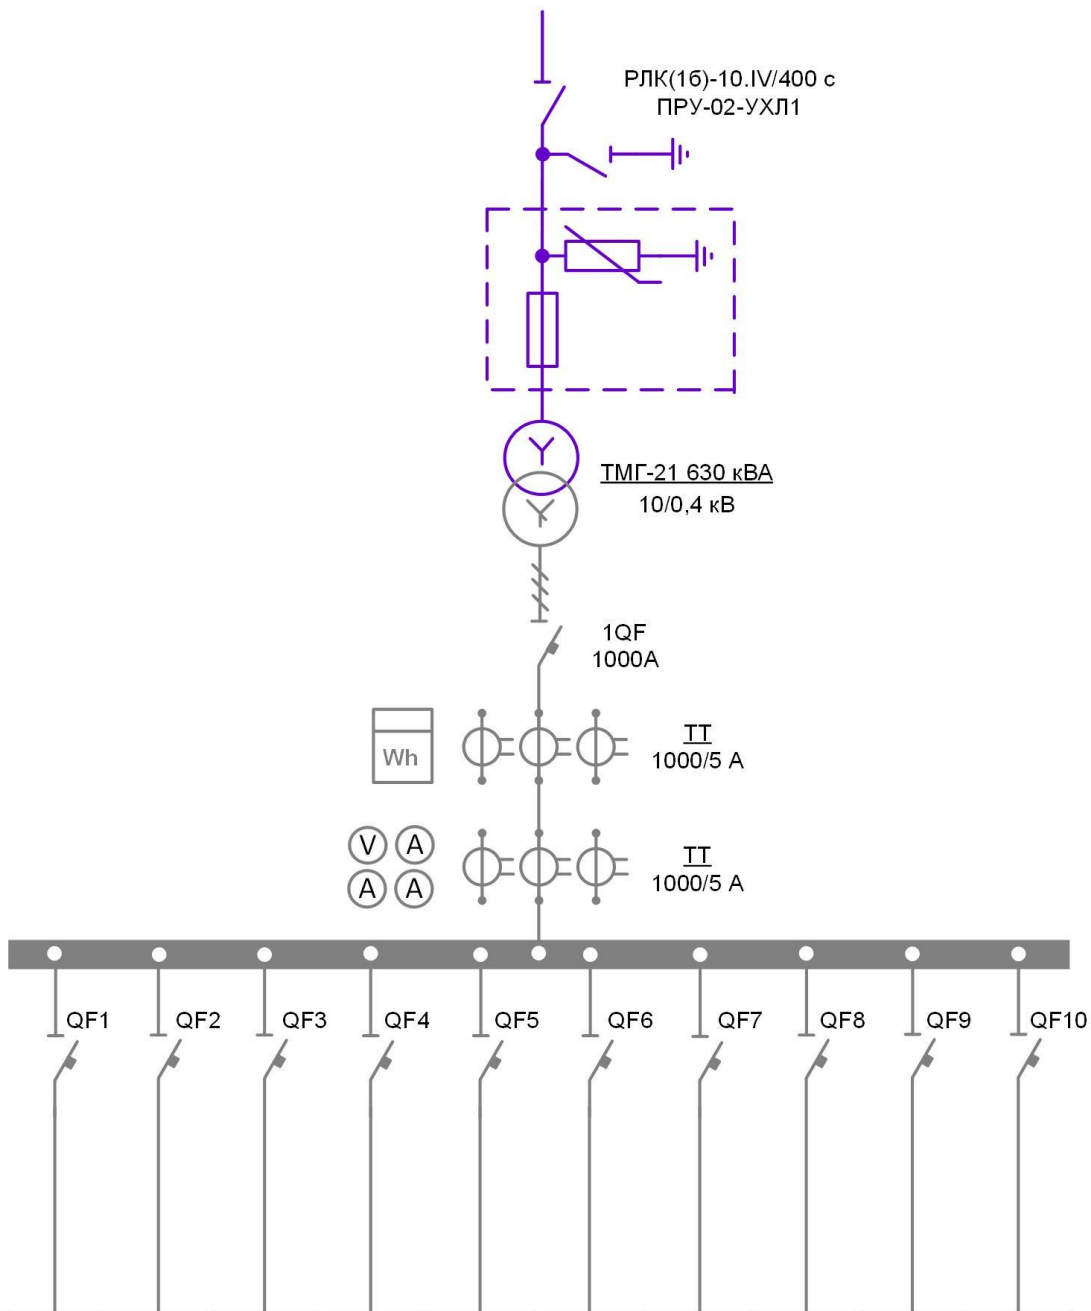 РЛК(1б)-10.IV/400 с
ПРУ-02-УХЛ1
ТМГ-21 630 кВА
10/0,4 кВ
1QF
1000А
Wh
ТТ
1000/5 А
V A
A A
ТТ
1000/5 А
QF1 QF2 QF3 QF4 QF5 QF6 QF7 QF8 QF9 QF10